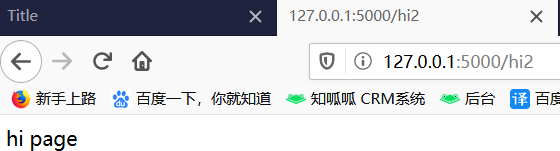 Title 127.0.0.1:5000/hi2
127.0.0.1:5000/hi2
新手上路 百度一下，你就知道 知呱呱 CRM系统 后台 译 百度
hi page